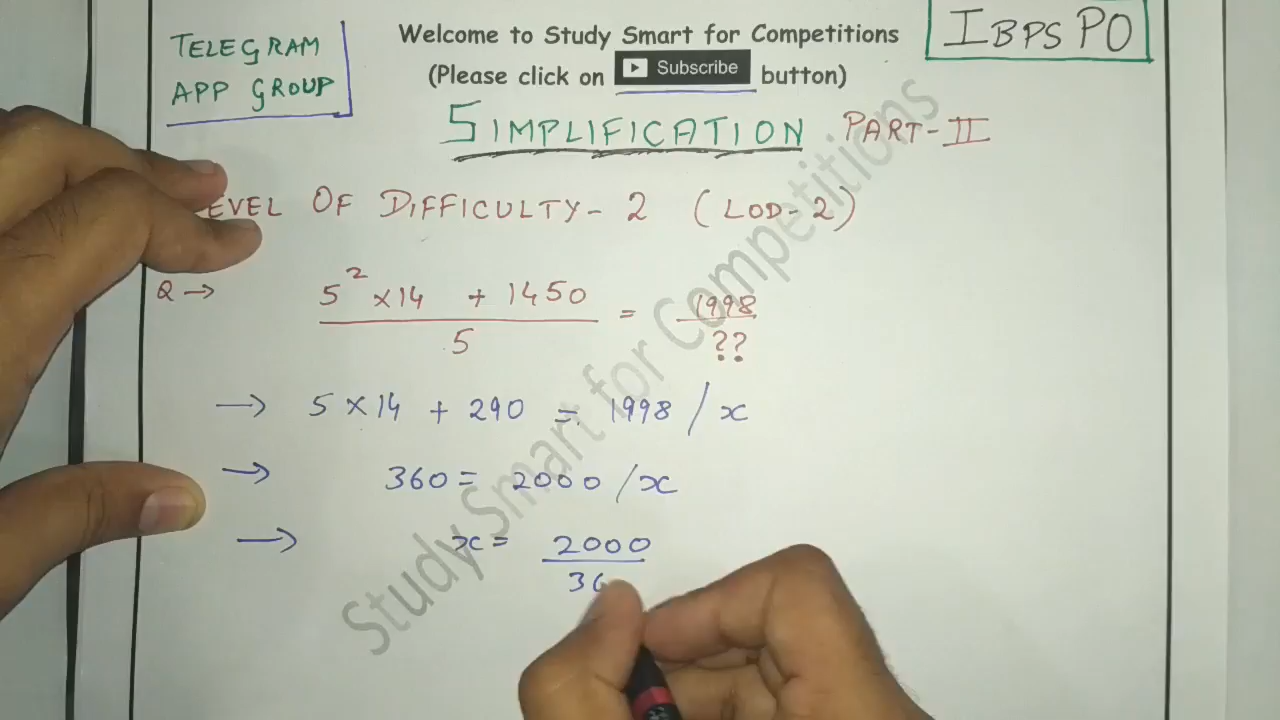 TELEGRAM
APP GROUP
Welcome to Study Smart for Competitions
(Please click on Subscribe button)
IBPS PO
SIMPLIFICATION PART-II
LEVEL OF DIFFICULTY- 2 (LOD-2)
Q → 5² ×14 + 1450 / 5 = 1998 / ??
→ 5 × 14 + 290 = 1998 / x
→ 360 = 2000 / x
→ x = 2000 / 36
Study Smart for Competitions